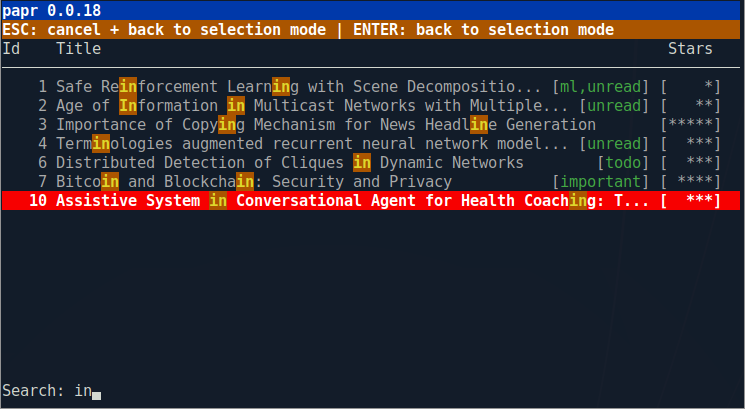 papr 0.0.18
ESC: cancel + back to selection mode | ENTER: back to selection mode
Id    Title                                                               Stars
1 Safe Reinforcement Learning with Scene Decompositio... [ml,unread] [    *]
2 Age of Information in Multicast Networks with Multiple... [unread] [   **]
3 Importance of Copying Mechanism for News Headline Generation       [*****]
4 Terminologies augmented recurrent neural network model... [unread] [  ***]
6 Distributed Detection of Cliques in Dynamic Networks        [todo] [  ***]
7 Bitcoin and Blockchain: Security and Privacy           [important] [ ****]
10 Assistive System in Conversational Agent for Health Coaching: T... [  ***]
Search: in